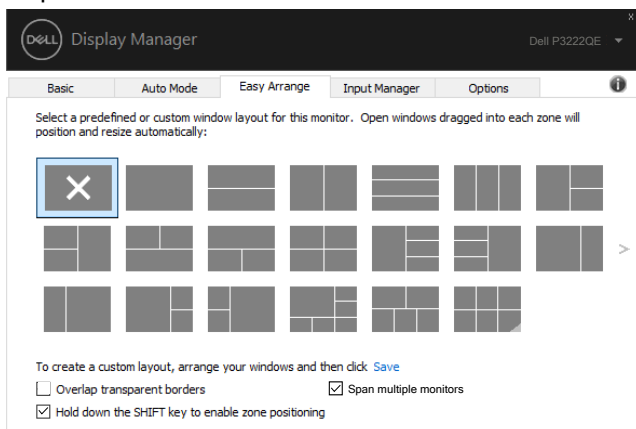 DELL Display Manager
Dell P3222QE
x
Basic Auto Mode Easy Arrange Input Manager Options
Select a predefined or custom window layout for this monitor. Open windows dragged into each zone will
position and resize automatically:
To create a custom layout, arrange your windows and then click Save
Overlap transparent borders Span multiple monitors
Hold down the SHIFT key to enable zone positioning